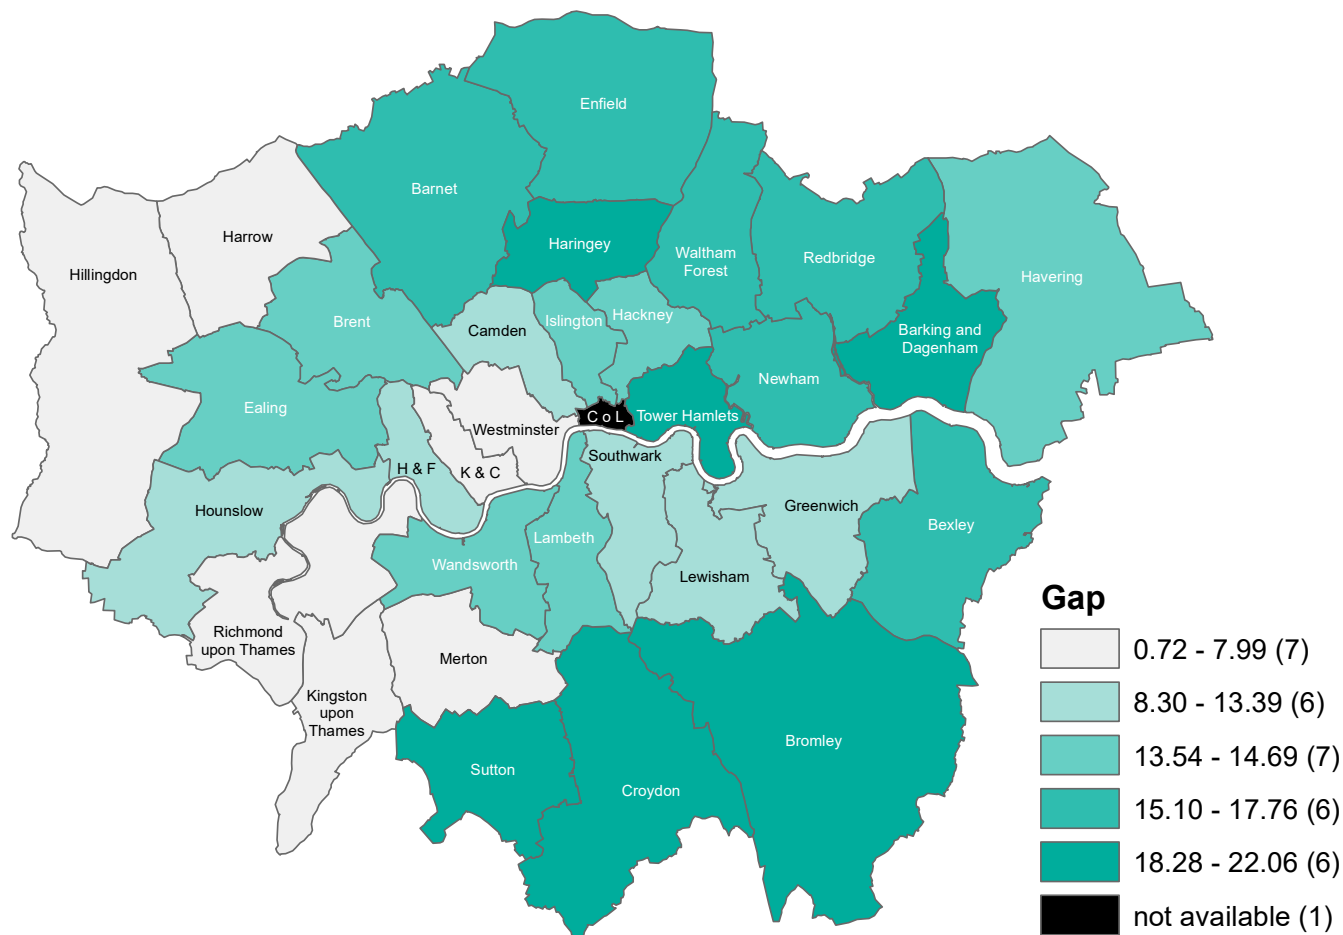 Enfield
Barnet
Harrow
Haringey
Waltham
Forest
Redbridge
Hillingdon
Havering
Brent
Camden
Islington
Hackney
Barking and
Dagenham
Newham
Ealing
C o L
Tower Hamlets
Westminster
Southwark
H & F
K & C
Hounslow
Greenwich
Bexley
Lambeth
Wandsworth
Lewisham
Richmond
upon Thames
Merton
Kingston
upon
Thames
Bromley
Sutton
Croydon
Gap
0.72 - 7.99 (7)
8.30 - 13.39 (6)
13.54 - 14.69 (7)
15.10 - 17.76 (6)
18.28 - 22.06 (6)
not available (1)